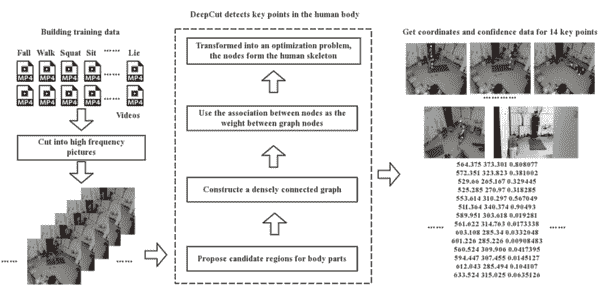 Building training data
Fall Walk Squat Sit ······ Lie
MP4 MP4 MP4 MP4 MP4
······
MP4 MP4 MP4 MP4 MP4
Videos
Cut into high frequency
pictures
······ ······
DeepCut detects key points in the human body
Transformed into an optimization problem,
the nodes form the human skeleton
Use the association between nodes as the
weight between graph nodes
Constructe a densely connected graph
Propose candidate regions for body parts
Get coordinates and confidence data for 14 key points
············
564.375 373.301 0.808077
572.351 323.823 0.381002
529.66 265.167 0.329445
525.285 270.97 0.318285
553.614 310.297 0.567049
511.364 340.374 0.90493
589.951 303.618 0.019281
561.622 314.763 0.0173338
603.108 285.34 0.0332048
601.226 285.226 0.00908483
560.524 309.906 0.0417395
594.447 307.455 0.0145127
612.043 285.494 0.104107
633.524 315.025 0.0635126
······ ······